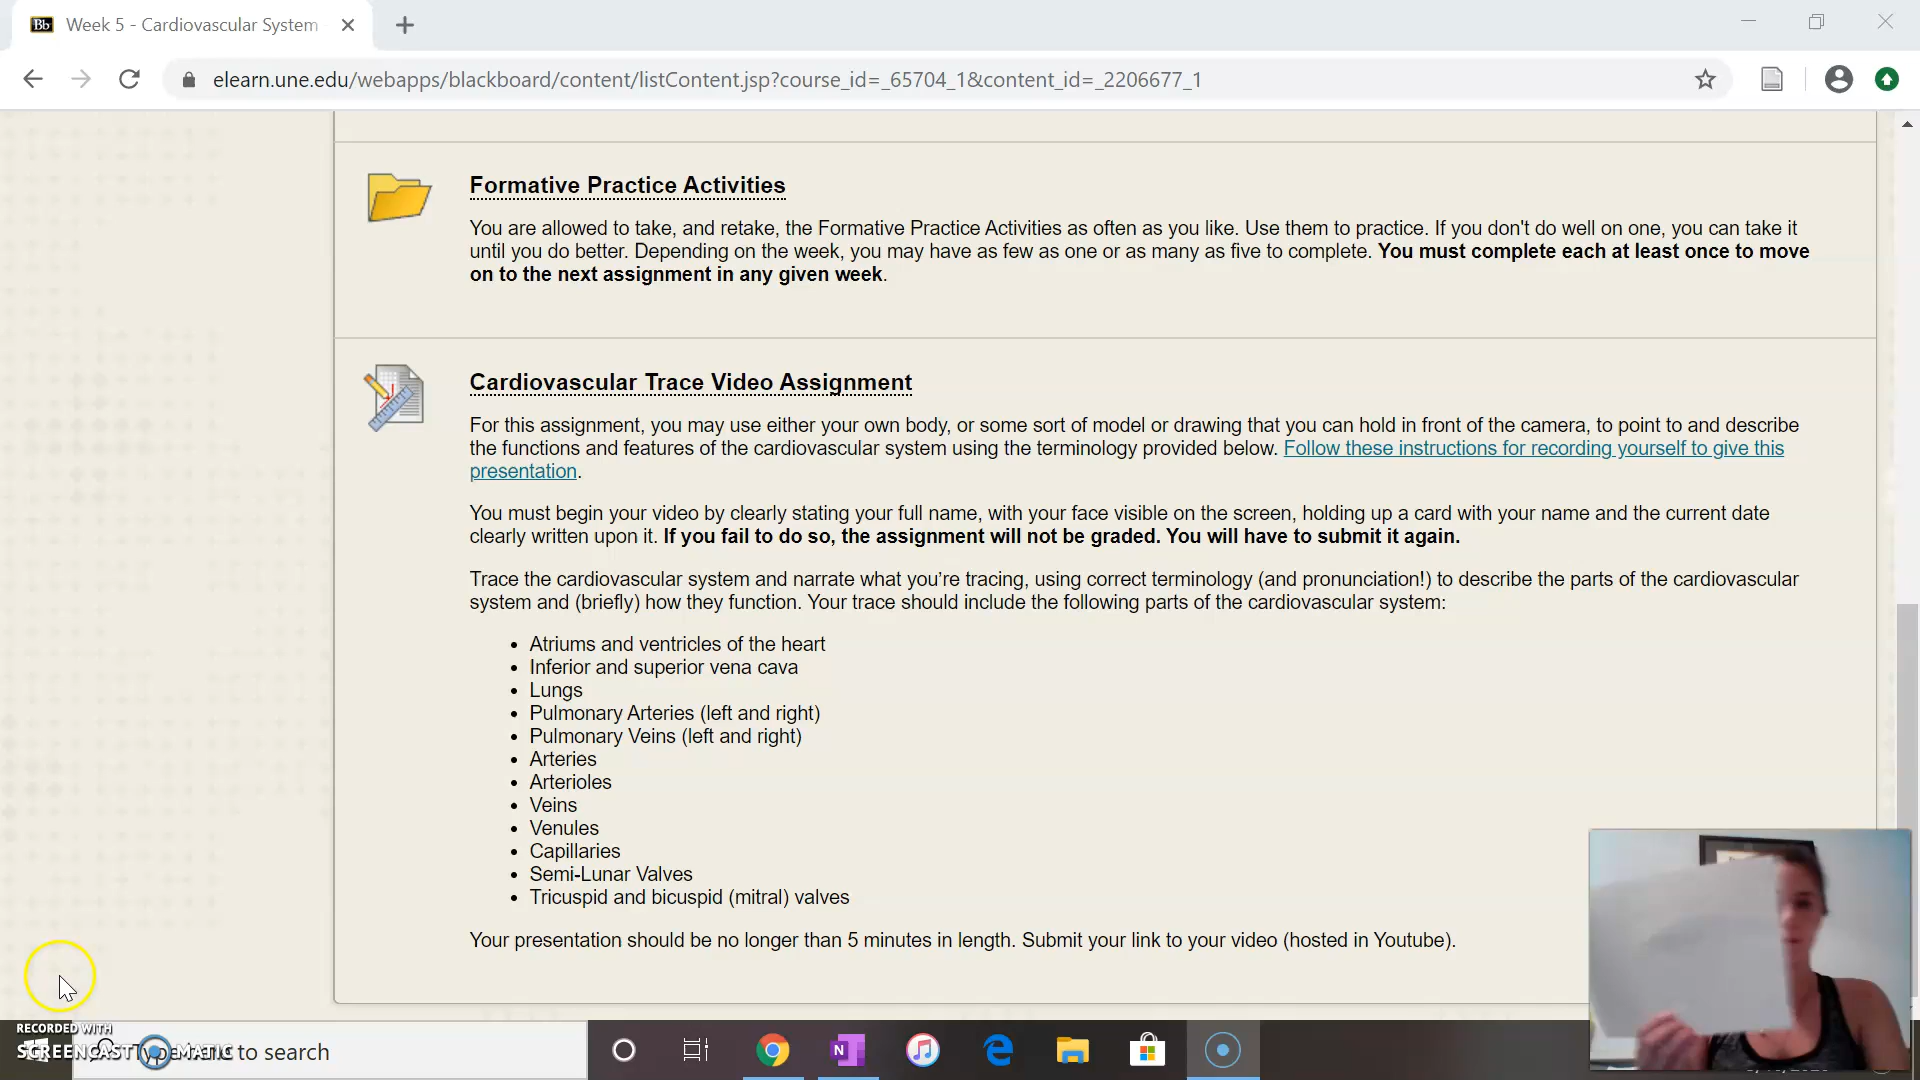 Week 5 - Cardiovascular System
elearn.une.edu/webapps/blackboard/content/listContent.jsp?course_id=_65704_1&content_id=_2206677_1
Formative Practice Activities
You are allowed to take, and retake, the Formative Practice Activities as often as you like. Use them to practice. If you don't do well on one, you can take it
until you do better. Depending on the week, you may have as few as one or as many as five to complete. You must complete each at least once to move
on to the next assignment in any given week.
Cardiovascular Trace Video Assignment
For this assignment, you may use either your own body, or some sort of model or drawing that you can hold in front of the camera, to point to and describe
the functions and features of the cardiovascular system using the terminology provided below. Follow these instructions for recording yourself to give this
presentation.
You must begin your video by clearly stating your full name, with your face visible on the screen, holding up a card with your name and the current date
clearly written upon it. If you fail to do so, the assignment will not be graded. You will have to submit it again.
Trace the cardiovascular system and narrate what you’re tracing, using correct terminology (and pronunciation!) to describe the parts of the cardiovascular
system and (briefly) how they function. Your trace should include the following parts of the cardiovascular system:
• Atriums and ventricles of the heart
• Inferior and superior vena cava
• Lungs
• Pulmonary Arteries (left and right)
• Pulmonary Veins (left and right)
• Arteries
• Arterioles
• Veins
• Venules
• Capillaries
• Semi-Lunar Valves
• Tricuspid and bicuspid (mitral) valves
Your presentation should be no longer than 5 minutes in length. Submit your link to your video (hosted in Youtube).
RECORDED WITH
SCREENCAST MATIC
to search